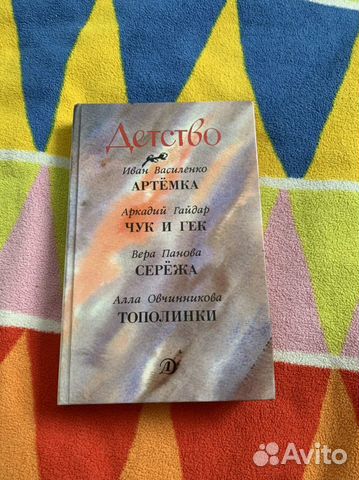 Детство
Иван Василенко
АРТЁМКА
Аркадий Гайдар
ЧУК И ГЕК
Вера Панова
СЕРЁЖА
Алла Овчинникова
ТОПОЛИНКИ
Д
Avito